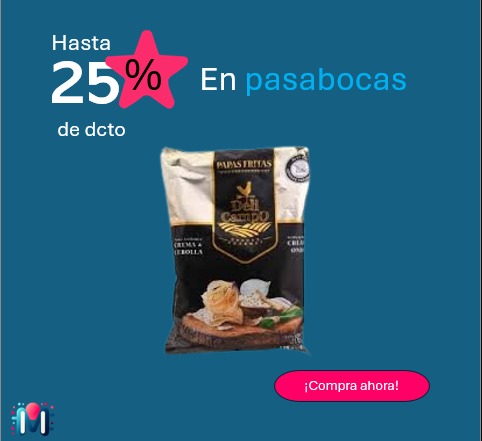 Hasta
25%
de dcto
En pasabocas
PAPAS FRITAS
Deli
Campo
CREMA &
CEBOLLA
¡Compra ahora!